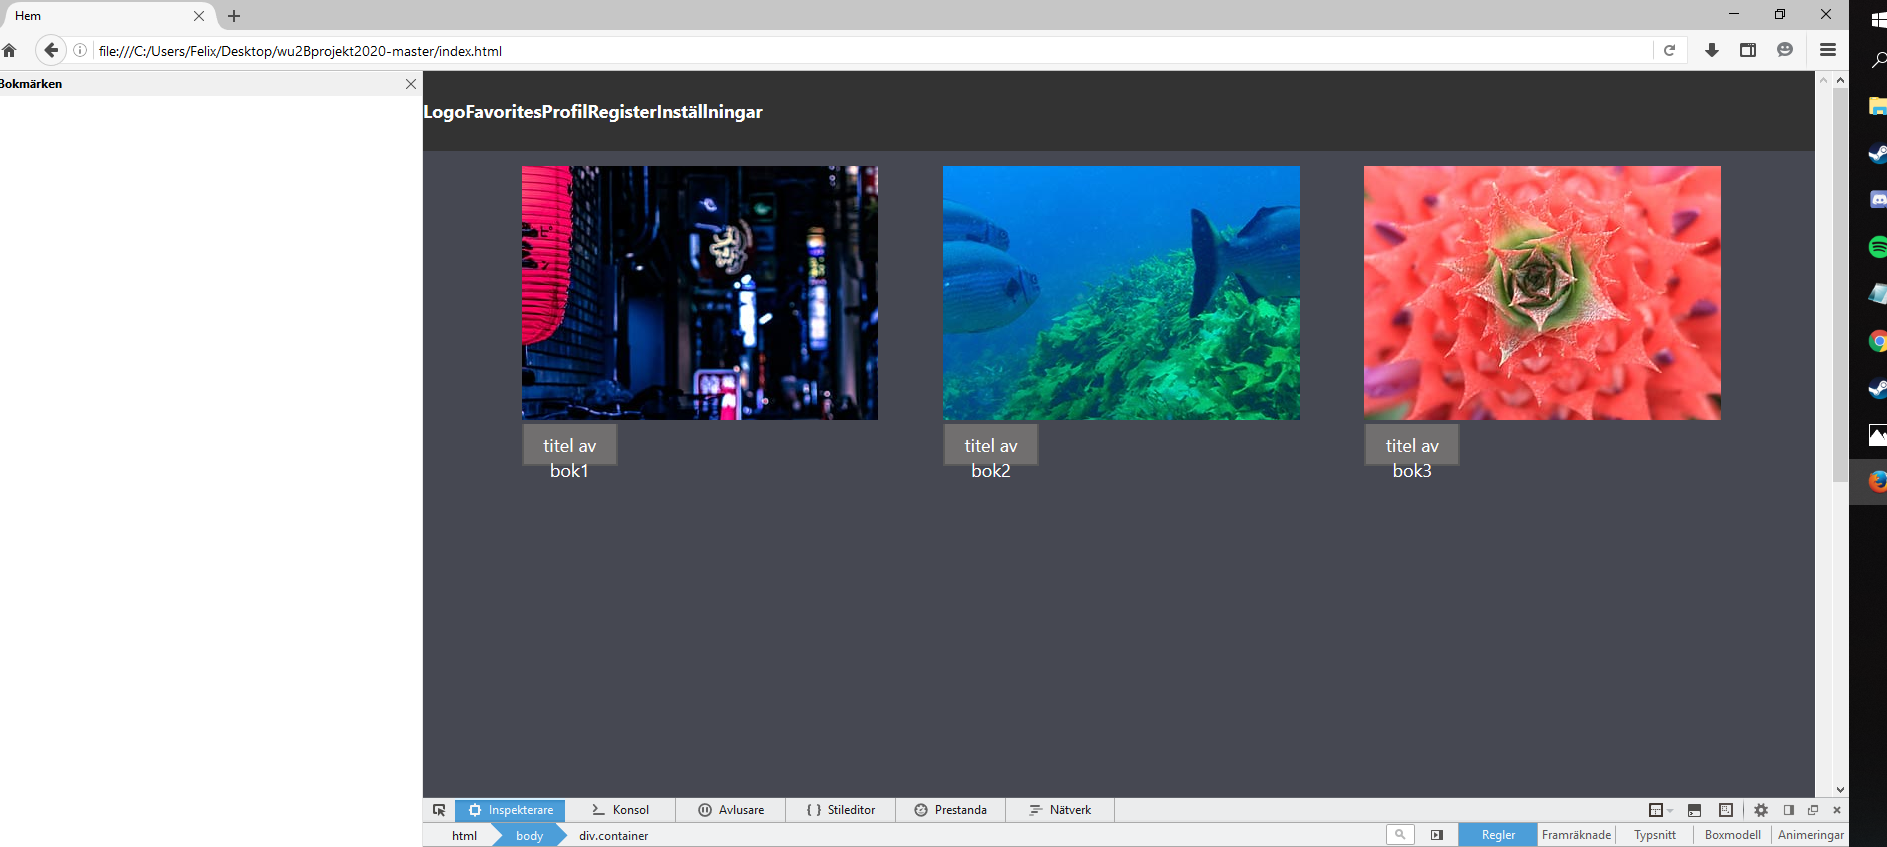 Hem
file:///C:/Users/Felix/Desktop/wu2Bprojekt2020-master/index.html
Bokmärken
LogoFavoritesProfilRegisterInställningar
titel av
bok1
titel av
bok2
titel av
bok3
Inspekterare Konsol Avlusare Stileditor Prestanda Nätverk
html body div.container Regler Framräknade Typsnitt Boxmodell Animeringar